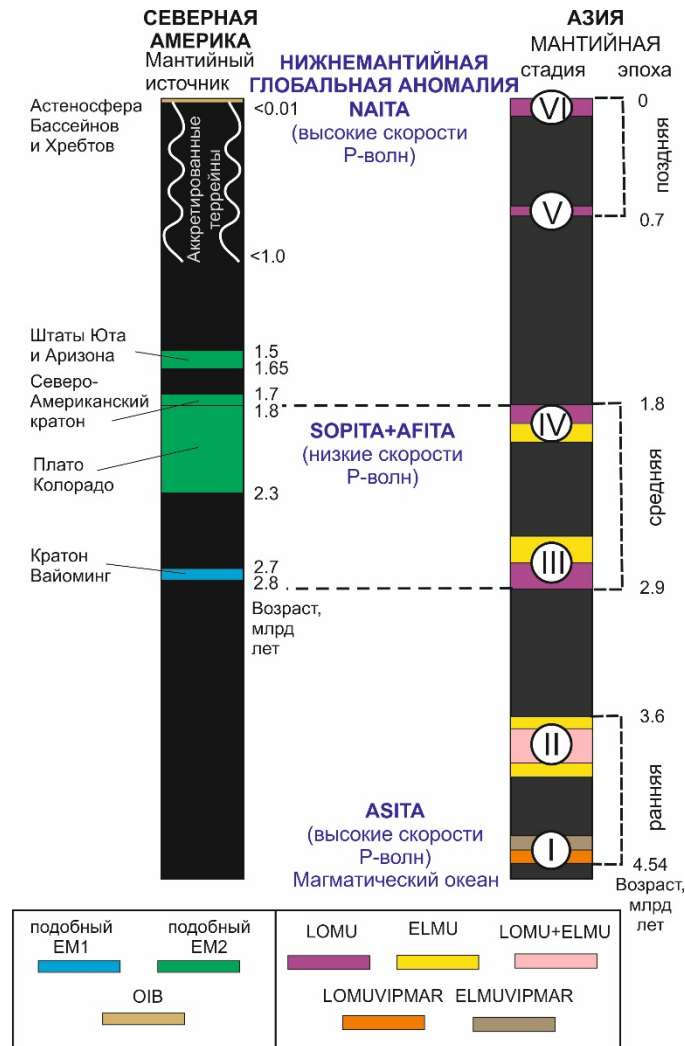 СЕВЕРНАЯ
АМЕРИКА
Мантийный
источник
НИЖНЕМАНТИЙНАЯ
ГЛОБАЛЬНАЯ АНОМАЛИЯ
NAITA
(высокие скорости
Р-волн)
АЗИЯ
МАНТИЙНАЯ
стадия
эпоха
Астеносфера
Бассейнов
и Хребтов
<0.01
Аккретированные
террейны
<1.0
VI
0
поздняя
V
0.7
Штаты Юта
и Аризона
1.5
1.65
Северо-
Американский
кратон
1.7
1.8
Плато
Колорадо
2.3
SOPITA+AFITA
(низкие скорости
Р-волн)
1.8
IV
средняя
III
2.9
Кратон
Вайоминг
2.7
2.8
Возраст,
млрд
лет
3.6
II
ранняя
I
4.54
Возраст,
млрд
лет
ASITA
(высокие скорости
Р-волн)
Магматический океан
подобный
EM1
подобный
EM2
OIB
LOMU
ELMU
LOMU+ELMU
LOMUVIPMAR
ELMUVIPMAR